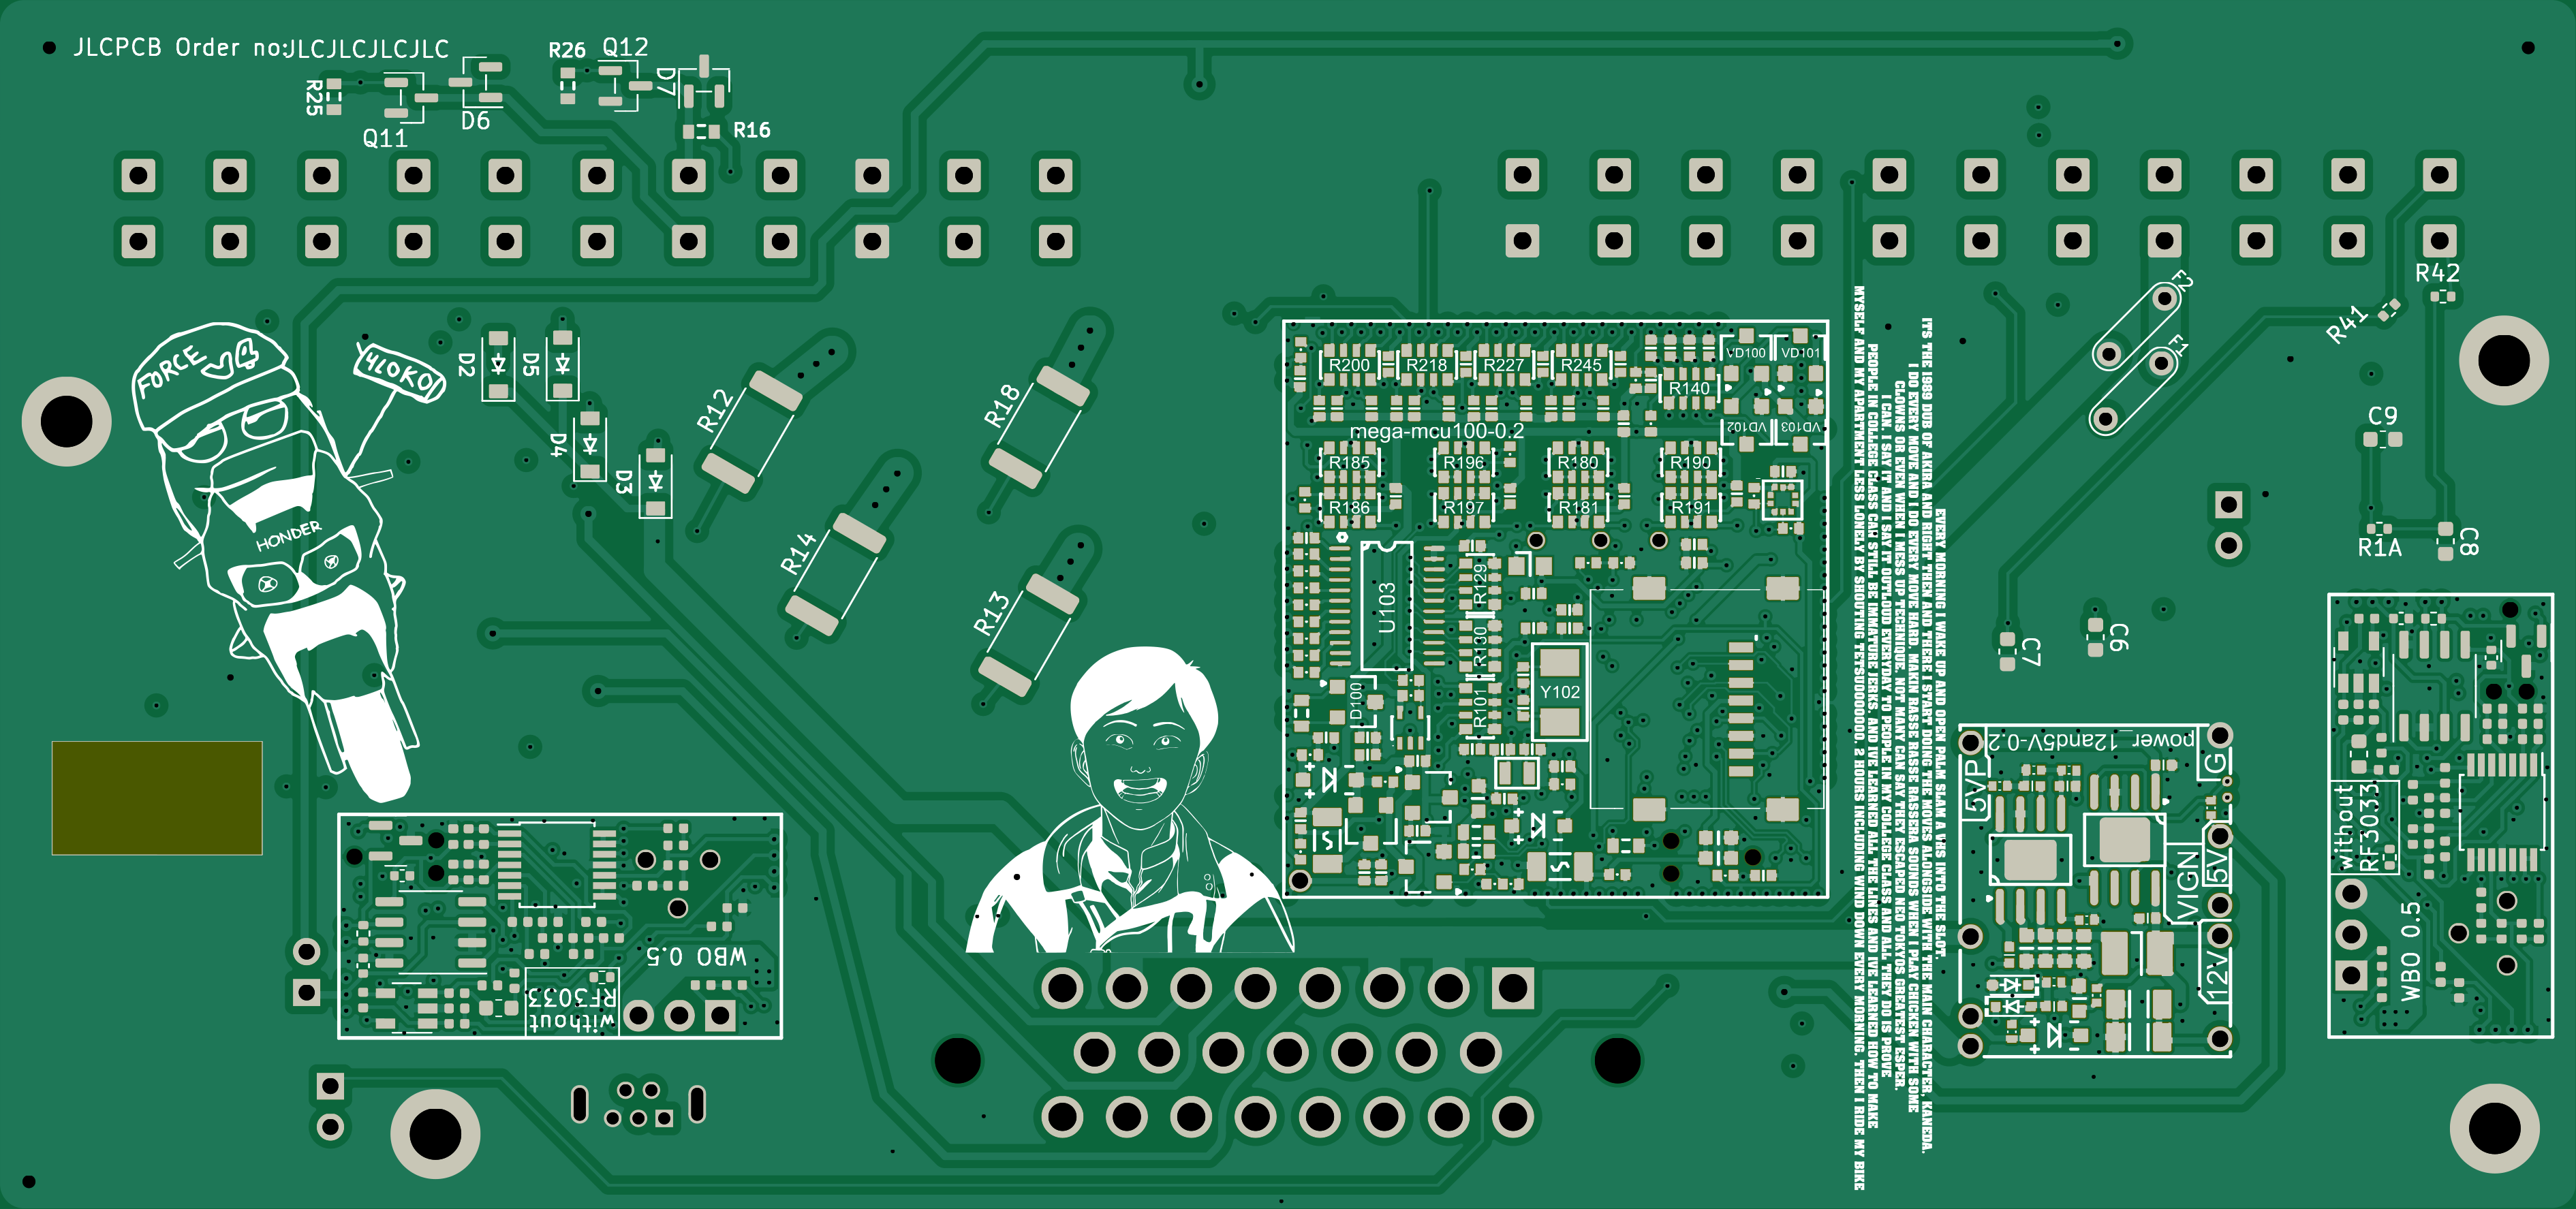 JLCPCB Order no:JLCJLCJLCJLC
R26
Q12
D7
R25
D6
Q11
R16
FORCE
4LOKO
HONDER
D2
D5
D4
D3
R12
R18
R14
R13
R200
R218
R227
R245
VD100
VD101
R140
mega-mcu100-0.2
VD102
VD103
R185
R196
R180
R190
R186
R197
R181
R191
U103
R129
R130
R101
D100
Y102
EVERY MORNING I WAKE UP AND OPEN PALM SLAM A VHS INTO THE SLOT.
ITS THE 1989 DUB OF AKIRA AND RIGHT THEN AND THERE I START DOING THE MOVES ALONGSIDE WITH THE MAIN CHARACTER, KANEDA.
I DO EVERY MOVE AND I DO EVERY MOVE HARD. MAKIN RASSE RASSE RASSERA SOUNDS WHEN I PLAY CHICKEN WITH SOME
CLOWNS OR EVEN WHEN I MESS UP TECHNIQUE. NOT MANY CAN SAY THEY ESCAPED NEO TOKYOS GREATEST ESPER.
I CAN. I SAY IT AND I SAY IT OUTLOUD EVERYDAY TO PEOPLE IN MY COLLEGE CLASS AND ALL THEY DO IS PROVE
PEOPLE IN COLLEGE CLASS CAN STILL BE IMMATURE JERKS. AND IVE LEARNED ALL THE LINES AND IVE LEARNED HOW TO MAKE
MYSELF AND MY APARTMENT LESS LONELY BY SHOUTING TETSUOOOOOO. 2 HOURS INCLUDING WIND DOWN EVERY MORNING. THEN I RIDE MY BIKE
F2
F1
R41
R42
C9
R1A
C8
C7
C6
power_12and5V-0.2
5VP
G
5V
VIGN
12V
without
RF3033
WBO 0.5
WBO 0.5
without
RF3033